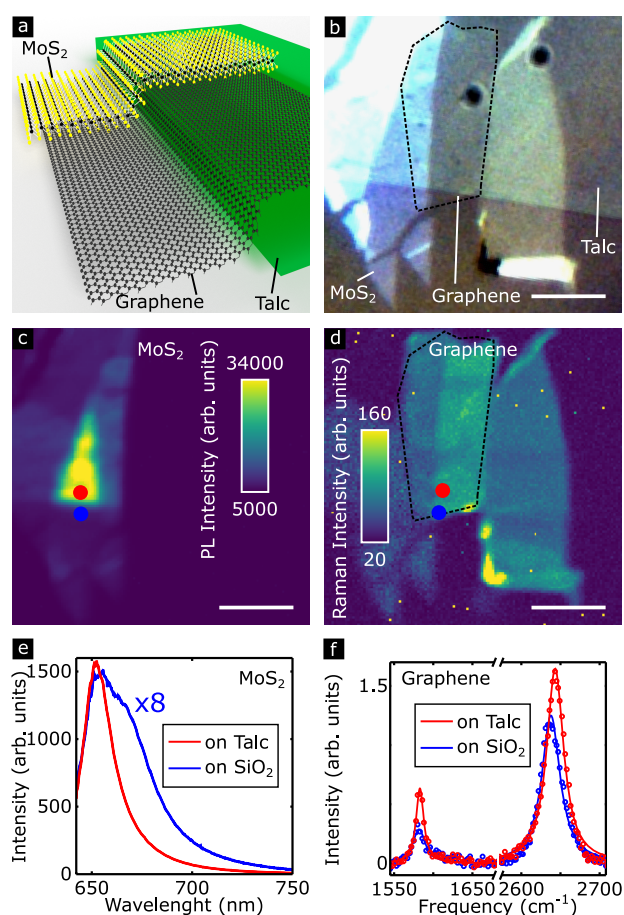 a
MoS2
Graphene
Talc
b
MoS2
Graphene
Talc
c
MoS2
34000
5000
PL Intensity (arb. units)
d
Graphene
160
20
Raman Intensity (arb. units)
e
MoS2
x8
on Talc
on SiO2
1500
1000
500
0
650
700
750
Intensity (arb. units)
Wavelenght (nm)
f
Graphene
on Talc
on SiO2
1.5
0
1550
1650
2600
2700
Intensity (arb. units)
Frequency (cm-1)